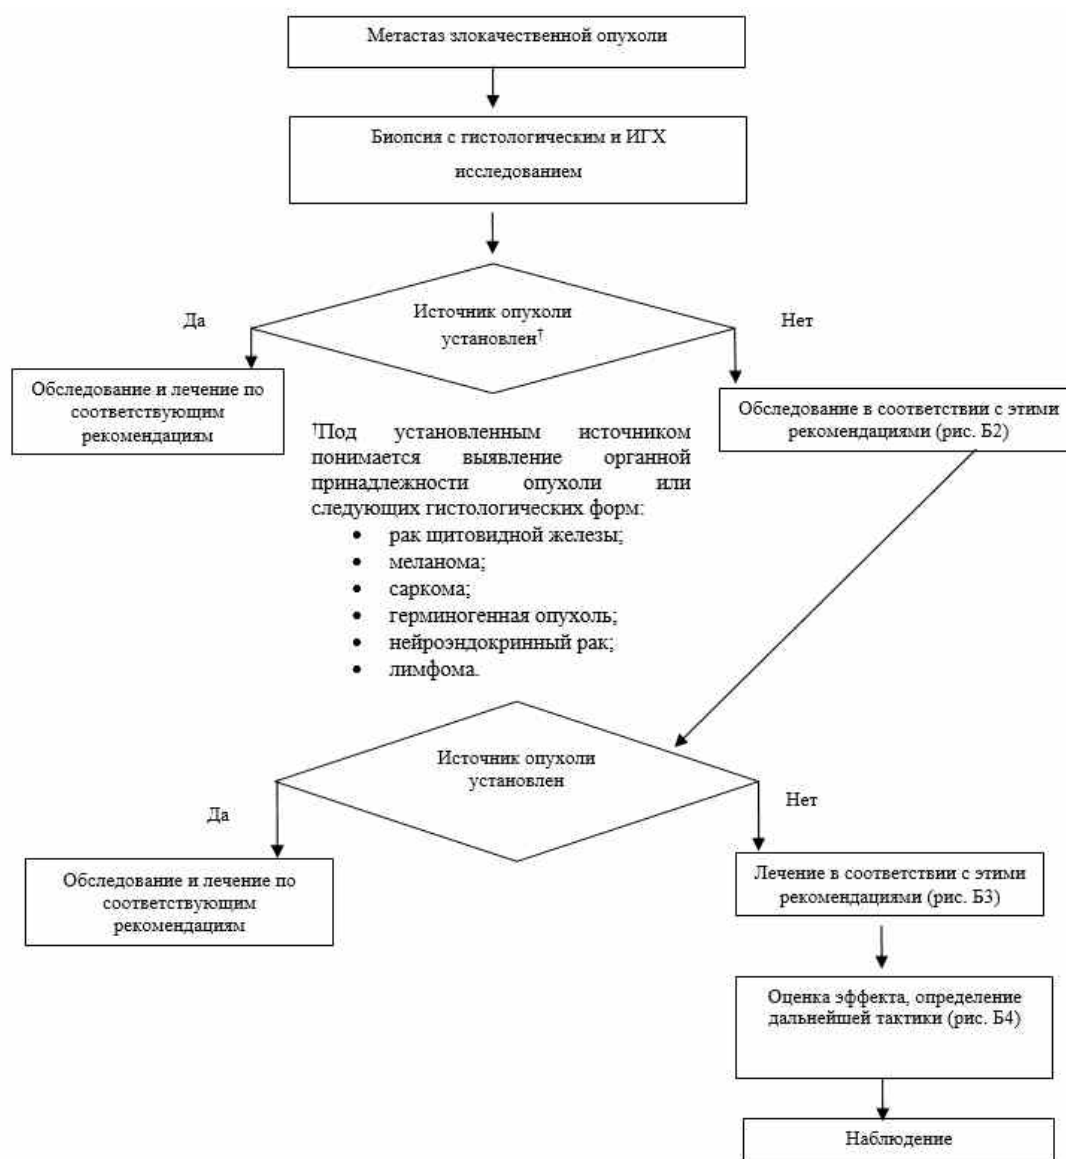 Метастаз злокачественной опухоли
Биопсия с гистологическим и ИГХ
исследованием
Источник опухоли
установлен†
Да
Нет
Обследование и лечение по
соответствующим
рекомендациям
Обследование в соответствии с этими
рекомендациями (рис. Б2)
†Под установленным источником
понимается выявление органной
принадлежности опухоли или
следующих гистологических форм:
• рак щитовидной железы;
• меланома;
• саркома;
• герминогенная опухоль;
• нейроэндокринный рак;
• лимфома.
Источник опухоли
установлен
Да
Нет
Обследование и лечение по
соответствующим
рекомендациям
Лечение в соответствии с этими
рекомендациями (рис. Б3)
Оценка эффекта, определение
дальнейшей тактики (рис. Б4)
Наблюдение